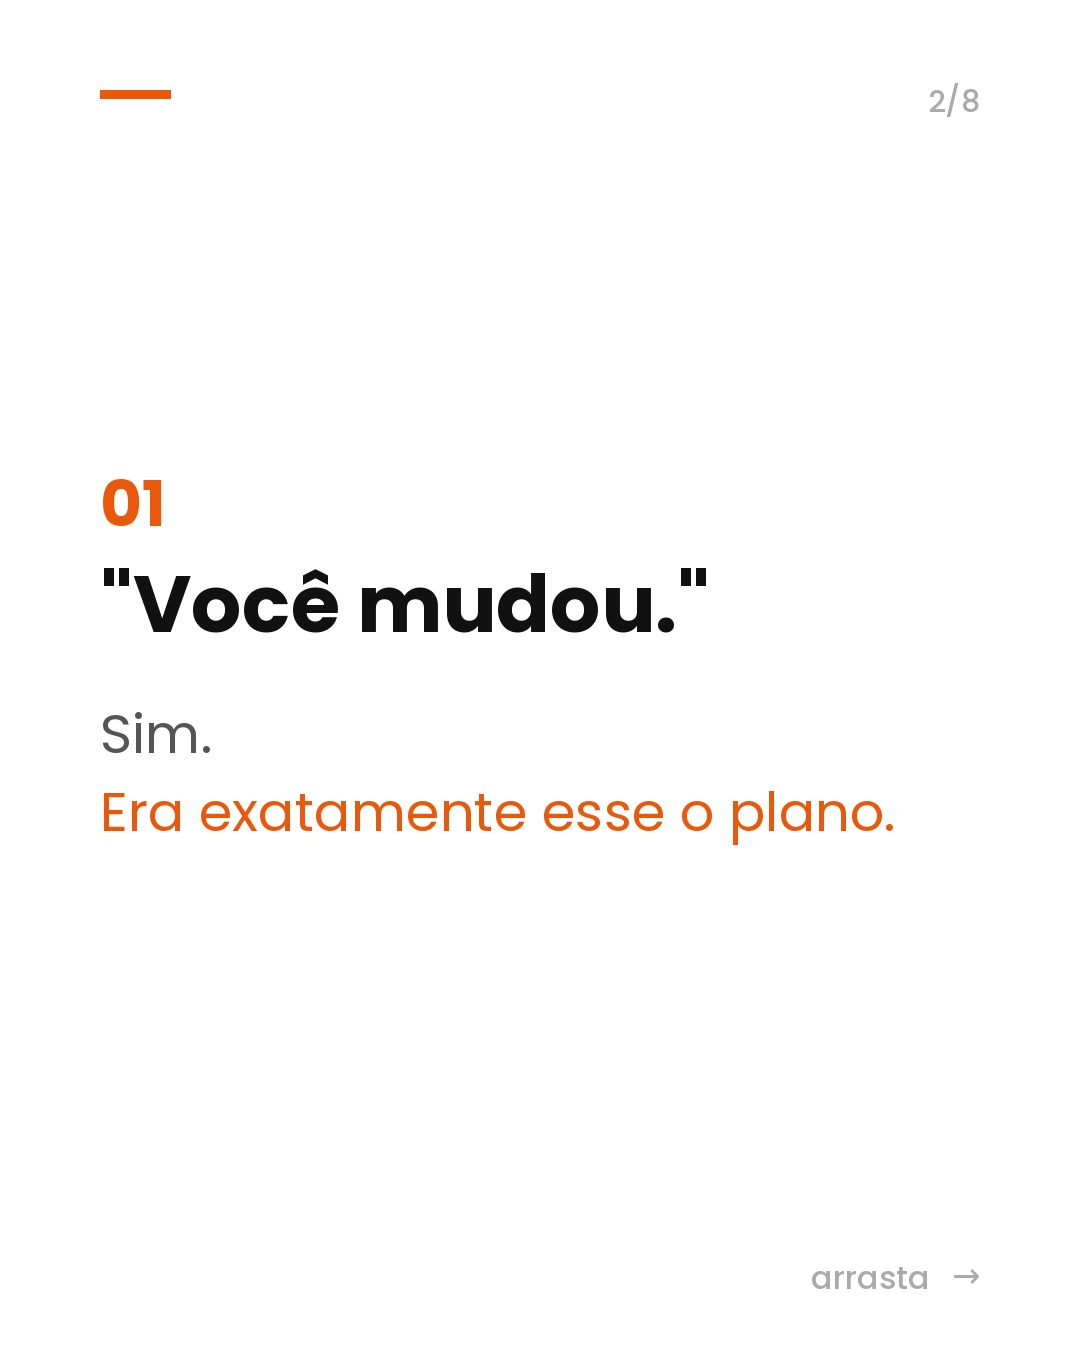 2/8
01
"Você mudou."
Sim.
Era exatamente esse o plano.
arrasta →